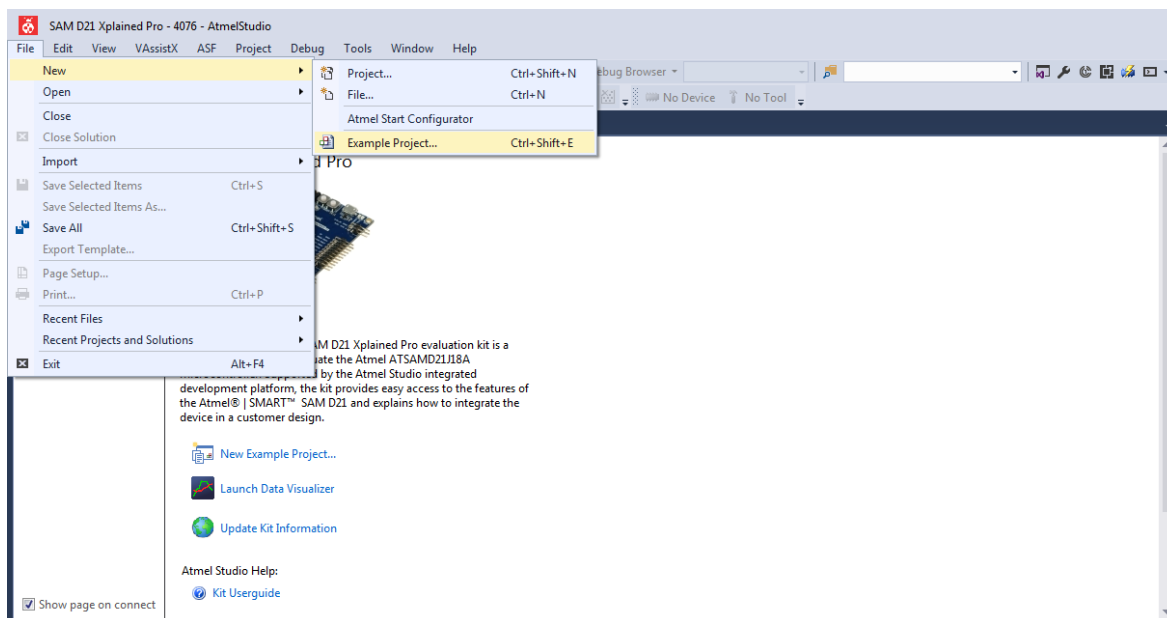 SAM D21 Xplained Pro - 4076 - AtmelStudio
File Edit View VAssistX ASF Project Debug Tools Window Help
New
Open
Close
Close Solution
Import
Save Selected Items Ctrl+S
Save Selected Items As...
Save All Ctrl+Shift+S
Export Template...
Page Setup...
Print... Ctrl+P
Recent Files
Recent Projects and Solutions
Exit Alt+F4
Project... Ctrl+Shift+N
File... Ctrl+N
Atmel Start Configurator
Example Project... Ctrl+Shift+E
Debug Browser
No Device No Tool
d Pro
AM D21 Xplained Pro evaluation kit is a
uate the Atmel ATSAMD21J18A
by the Atmel Studio integrated
development platform, the kit provides easy access to the features of
the Atmel® | SMART™ SAM D21 and explains how to integrate the
device in a customer design.
New Example Project...
Launch Data Visualizer
Update Kit Information
Atmel Studio Help:
Kit Userguide
Show page on connect